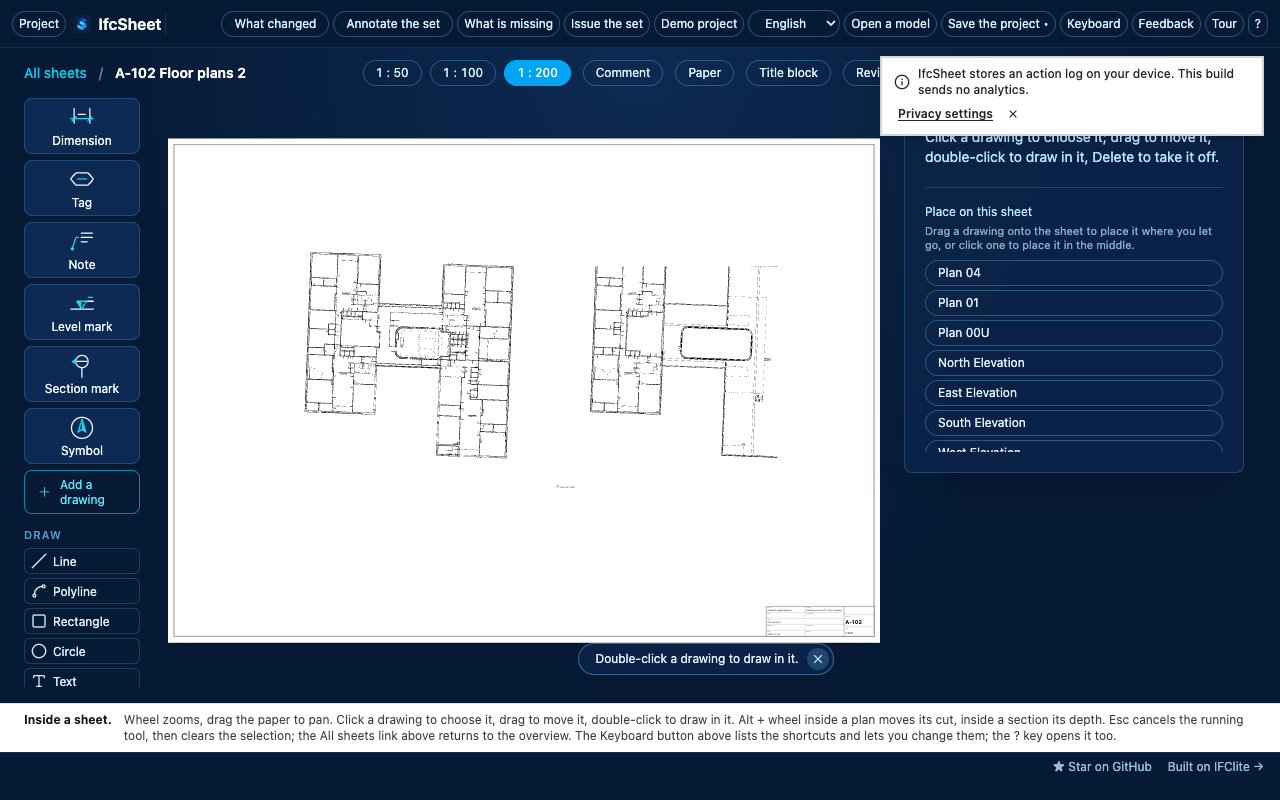 Project
IfcSheet
What changed
Annotate the set
What is missing
Issue the set
Demo project
English
Open a model
Save the project •
Keyboard
Feedback
Tour
?
All sheets / A-102 Floor plans 2
1 : 50
1 : 100
1 : 200
Comment
Paper
Title block
IfcSheet stores an action log on your device. This build
sends no analytics.
Privacy settings
Dimension
Tag
Note
Level mark
Section mark
Symbol
Add a
drawing
DRAW
Line
Polyline
Rectangle
Circle
Text
A-102
Click a drawing to choose it, drag to move it,
double-click to draw in it, Delete to take it off.
Place on this sheet
Drag a drawing onto the sheet to place it where you let
go, or click one to place it in the middle.
Plan 04
Plan 01
Plan 00U
North Elevation
East Elevation
South Elevation
West Elevation
Double-click a drawing to draw in it.
Inside a sheet. Wheel zooms, drag the paper to pan. Click a drawing to choose it, drag to move it, double-click to draw in it. Alt + wheel inside a plan moves its cut, inside a section its depth. Esc cancels the running
tool, then clears the selection; the All sheets link above returns to the overview. The Keyboard button above lists the shortcuts and lets you change them; the ? key opens it too.
Star on GitHub
Built on IFClite →